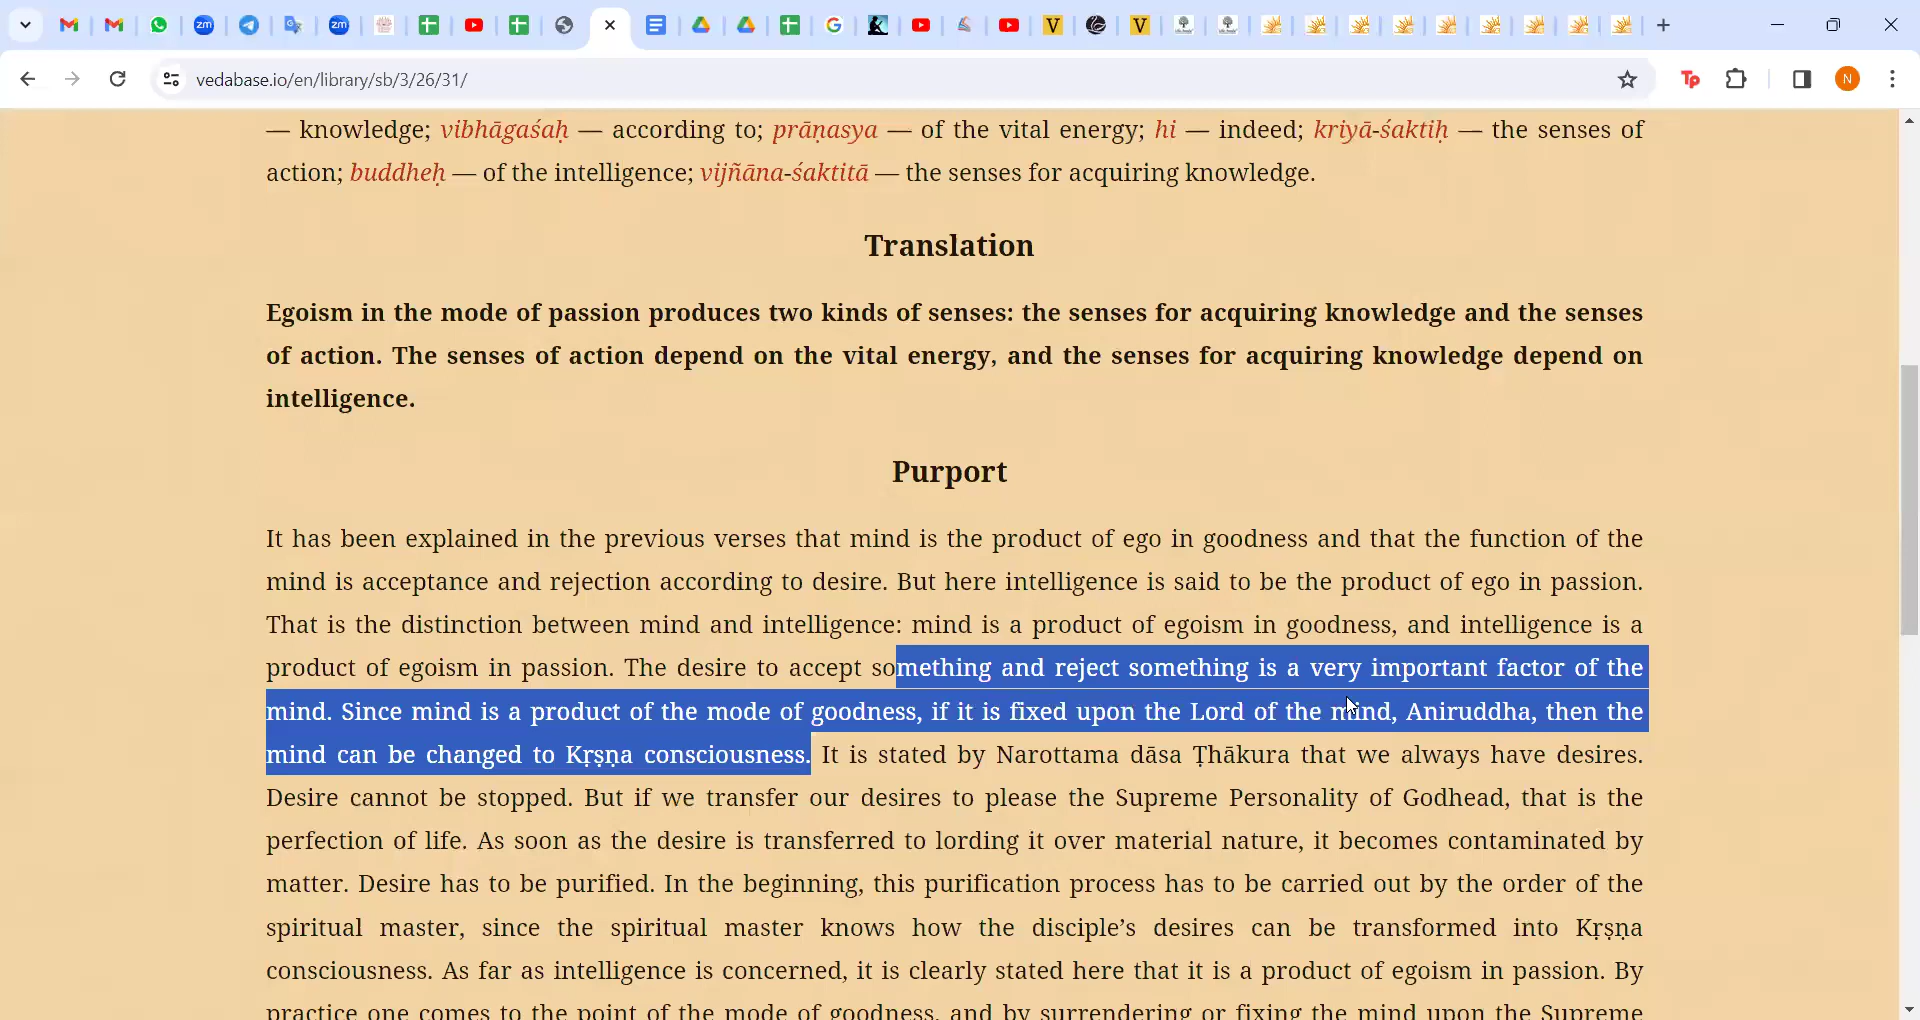 vedabase.io/en/library/sb/3/26/31/
N
— knowledge; vibhāgaśaḥ — according to; prāṇasya — of the vital energy; hi — indeed; kriyā-śaktiḥ — the senses of
action; buddheḥ — of the intelligence; vijñāna-śaktitā — the senses for acquiring knowledge.
Translation
Egoism in the mode of passion produces two kinds of senses: the senses for acquiring knowledge and the senses
of action. The senses of action depend on the vital energy, and the senses for acquiring knowledge depend on
intelligence.
Purport
It has been explained in the previous verses that mind is the product of ego in goodness and that the function of the
mind is acceptance and rejection according to desire. But here intelligence is said to be the product of ego in passion.
That is the distinction between mind and intelligence: mind is a product of egoism in goodness, and intelligence is a
product of egoism in passion. The desire to accept something and reject something is a very important factor of the
mind. Since mind is a product of the mode of goodness, if it is fixed upon the Lord of the mind, Aniruddha, then the
mind can be changed to Kṛṣṇa consciousness. It is stated by Narottama dāsa Ṭhākura that we always have desires.
Desire cannot be stopped. But if we transfer our desires to please the Supreme Personality of Godhead, that is the
perfection of life. As soon as the desire is transferred to lording it over material nature, it becomes contaminated by
matter. Desire has to be purified. In the beginning, this purification process has to be carried out by the order of the
spiritual master, since the spiritual master knows how the disciple’s desires can be transformed into Kṛṣṇa
consciousness. As far as intelligence is concerned, it is clearly stated here that it is a product of egoism in passion. By
practice one comes to the point of the mode of goodness, and by surrendering or fixing the mind upon the Supreme